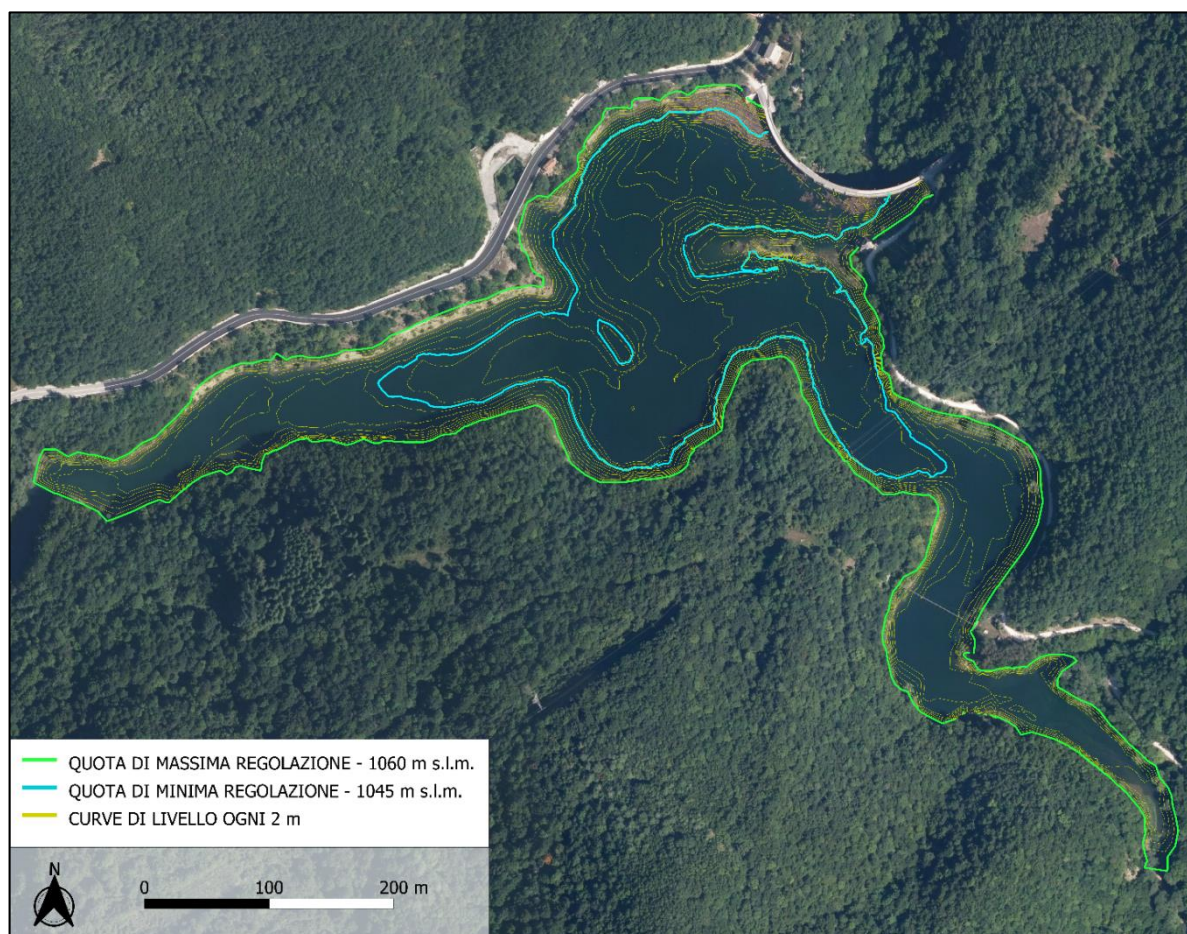 QUOTA DI MASSIMA REGOLAZIONE - 1060 m s.l.m.
QUOTA DI MINIMA REGOLAZIONE - 1045 m s.l.m.
CURVE DI LIVELLO OGNI 2 m
N
0 100 200 m